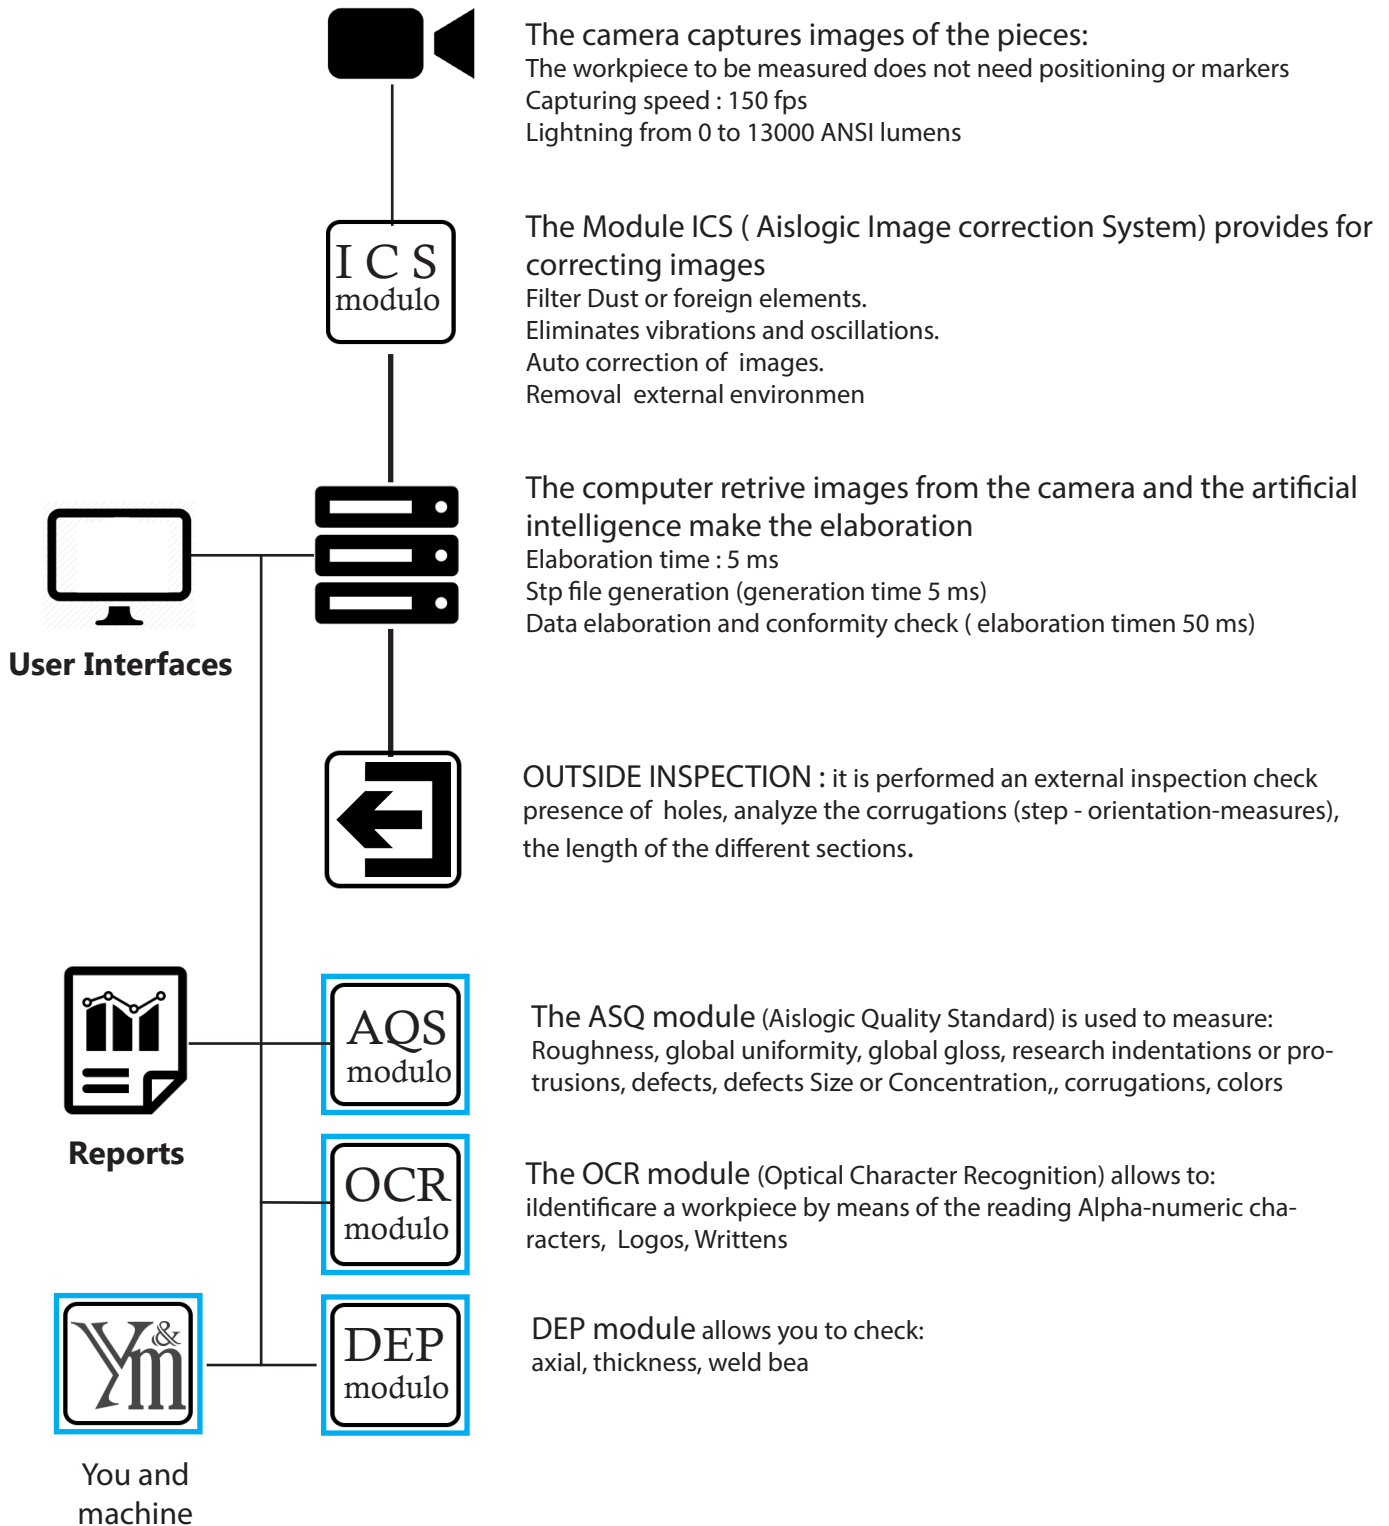 The camera captures images of the pieces:
The workpiece to be measured does not need positioning or markers
Capturing speed : 150 fps
Lightning from 0 to 13000 ANSI lumens
I C S
modulo
The Module ICS ( Aislogic Image correction System) provides for
correcting images
Filter Dust or foreign elements.
Eliminates vibrations and oscillations.
Auto correction of  images.
Removal  external environmen
The computer retrive images from the camera and the artificial
intelligence make the elaboration
Elaboration time : 5 ms
Stp file generation (generation time 5 ms)
Data elaboration and conformity check ( elaboration timen 50 ms)
User Interfaces
OUTSIDE INSPECTION : it is performed an external inspection check
presence of  holes, analyze the corrugations (step - orientation-measures),
the length of the different sections.
AQS
modulo
The ASQ module (Aislogic Quality Standard) is used to measure:
Roughness, global uniformity, global gloss, research indentations or pro-
trusions, defects, defects Size or Concentration,, corrugations, colors
Reports
OCR
modulo
The OCR module (Optical Character Recognition) allows to:
iIdentificare a workpiece by means of the reading Alpha-numeric cha-
racters,  Logos, Writtens
Y&m
DEP
modulo
DEP module allows you to check:
axial, thickness, weld bea
You and
machine